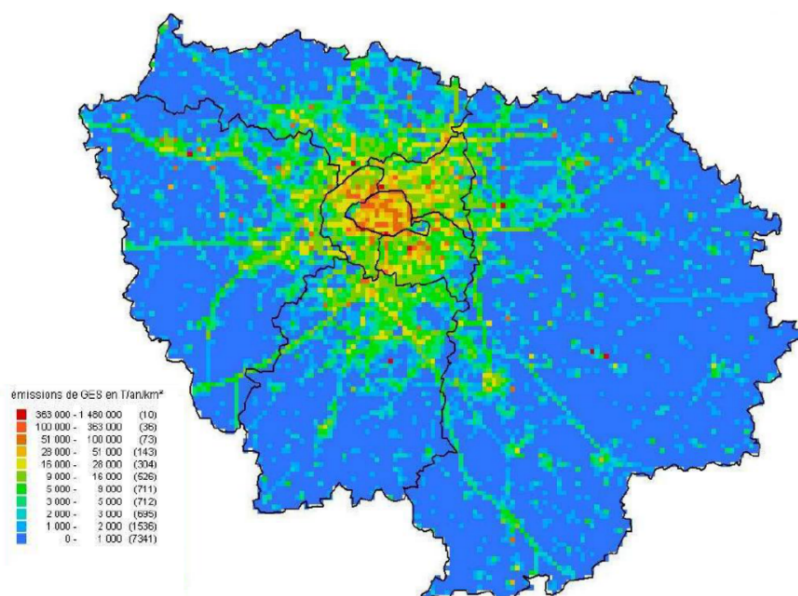 émissions de GES en T/an/km²
363 000 - 1 480 000 (10)
100 000 - 363 000 (36)
51 000 - 100 000 (73)
28 000 - 51 000 (143)
16 000 - 28 000 (304)
9 000 - 16 000 (526)
5 000 - 9 000 (711)
3 000 - 5 000 (712)
2 000 - 3 000 (695)
1 000 - 2 000 (1536)
0 - 1 000 (7341)